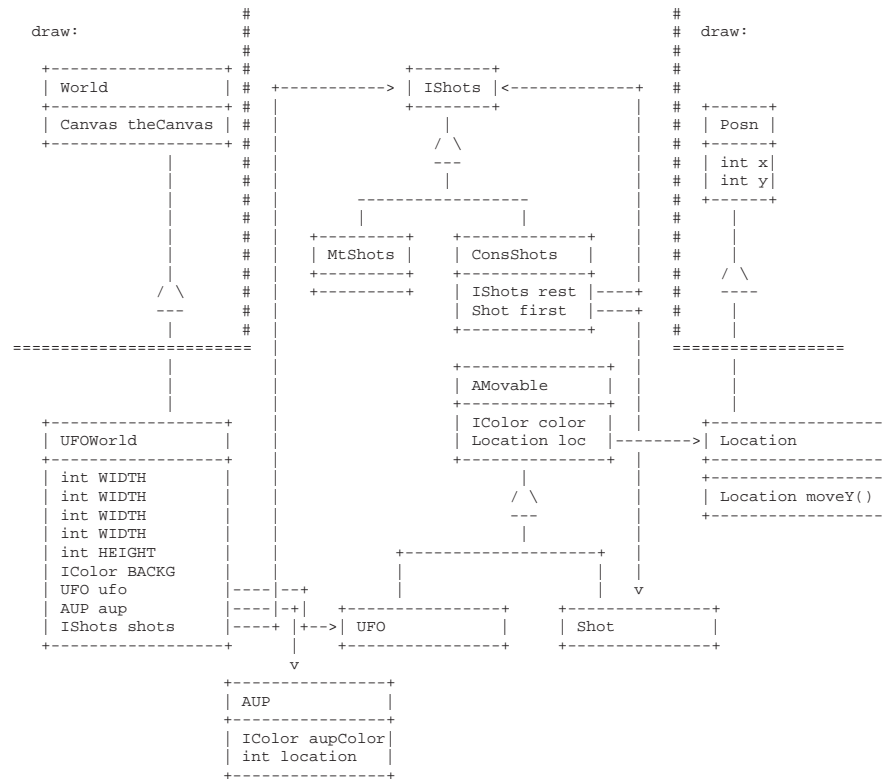 draw:
draw:
World
IShots
Canvas theCanvas
Posn
int x
int y
MtShots
ConsShots
IShots rest
Shot first
AMovable
IColor color
UFOWorld
Location loc
Location
int WIDTH
int WIDTH
Location moveY()
int WIDTH
int WIDTH
int HEIGHT
IColor BACKG
UFO ufo
AUP aup
IShots shots
UFO
Shot
AUP
IColor aupColor
int location